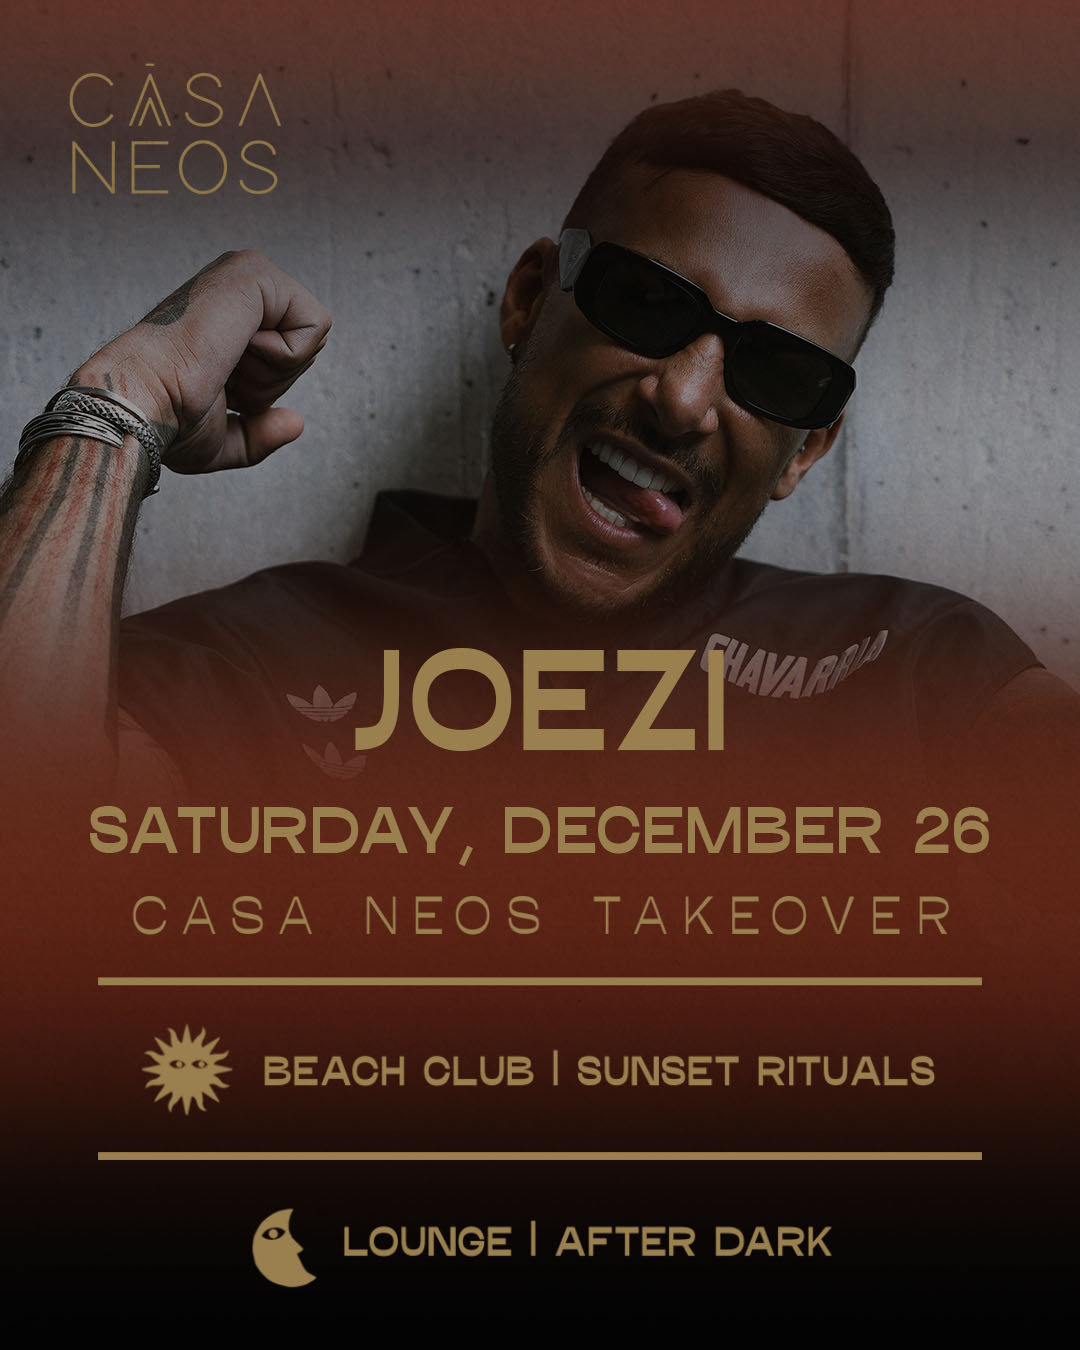 CASA
NEOS
CHAVARRIA
JOEZI
SATURDAY, DECEMBER 26
CASA NEOS TAKEOVER
BEACH CLUB | SUNSET RITUALS
LOUNGE | AFTER DARK